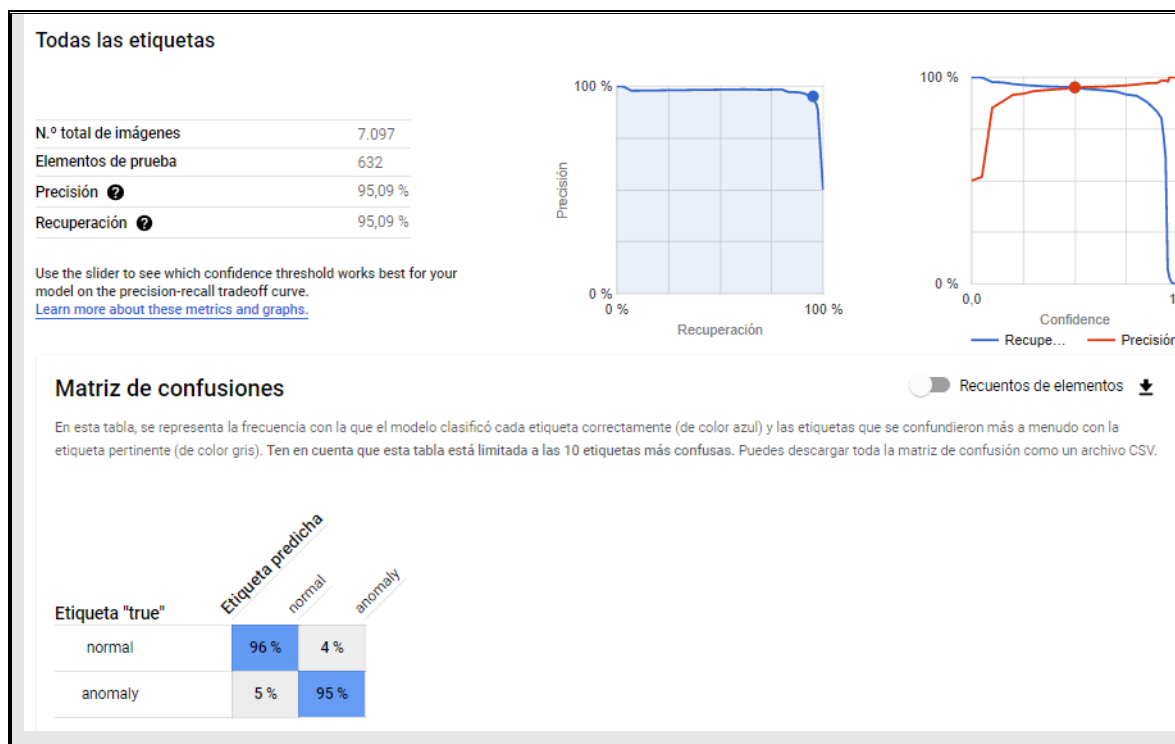 Todas las etiquetas
N.º total de imágenes 7.097
Elementos de prueba 632
Precisión ? 95,09 %
Recuperación ? 95,09 %
Use the slider to see which confidence threshold works best for your
model on the precision-recall tradeoff curve.
Learn more about these metrics and graphs.
100 %
Precisión
0 %
0 %
100 %
Recuperación
100 %
0 %
0,0
1
Confidence
Recupe...
Precisión
Matriz de confusiones
Recuentos de elementos
En esta tabla, se representa la frecuencia con la que el modelo clasificó cada etiqueta correctamente (de color azul) y las etiquetas que se confundieron más a menudo con la
etiqueta pertinente (de color gris). Ten en cuenta que esta tabla está limitada a las 10 etiquetas más confusas. Puedes descargar toda la matriz de confusión como un archivo CSV.
Etiqueta predicha
normal
anomaly
Etiqueta "true"
normal 96 % 4 %
anomaly 5 % 95 %